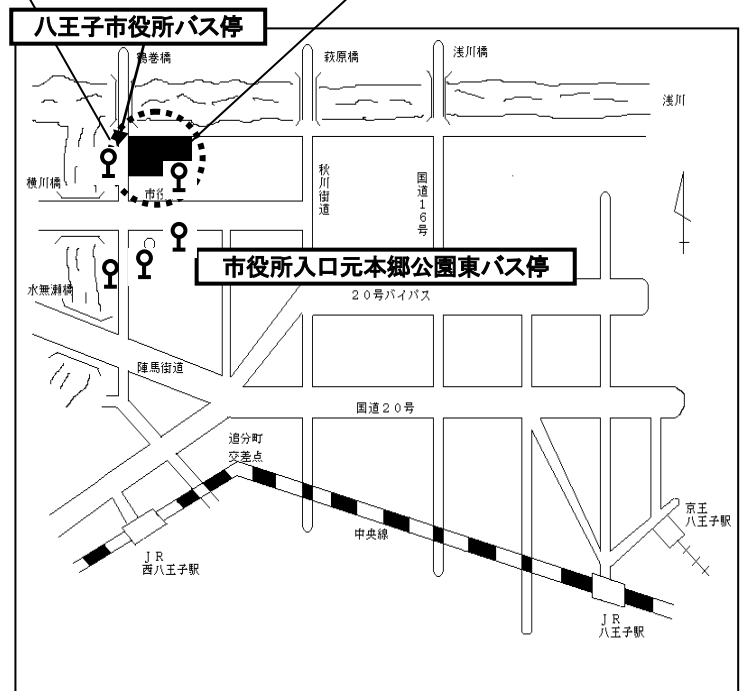 八王子市役所バス停
鶴巻橋
萩原橋
浅川橋
浅川
横川橋
市役
秋川街道
国道16号
市役所入口元本郷公園東バス停
水無瀬橋
20号バイパス
陣馬街道
国道20号
追分町
交差点
中央線
京王
八王子駅
JR
西八王子駅
JR
八王子駅